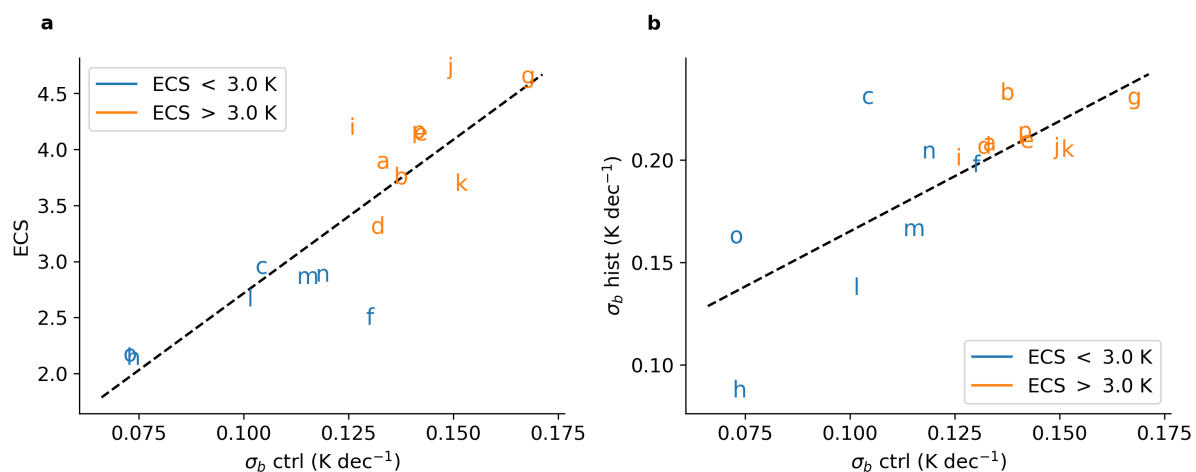 a
ECS < 3.0 K
ECS > 3.0 K
4.5
4.0
3.5
3.0
2.5
2.0
ECS
j
g
i
p
e
a
b
k
d
c
l
m
n
f
o
h
0.075
0.100
0.125
0.150
0.175
σb ctrl (K dec⁻¹)
b
0.20
0.15
0.10
σb hist (K dec⁻¹)
c
b
g
n
p
e
d
a
i
f
j
k
m
o
l
h
ECS < 3.0 K
ECS > 3.0 K
0.075
0.100
0.125
0.150
0.175
σb ctrl (K dec⁻¹)